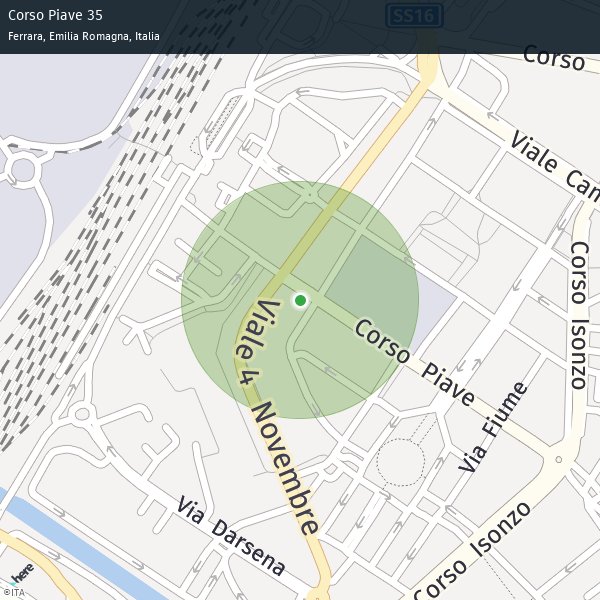 Corso Piave 35
Ferrara, Emilia Romagna, Italia
SS16
Corso
Viale Cam
Corso Isonzo
Viale 4 Novembre
Corso Piave
Via Fiume
Via Darsena
Corso Isonzo
here
©ITA